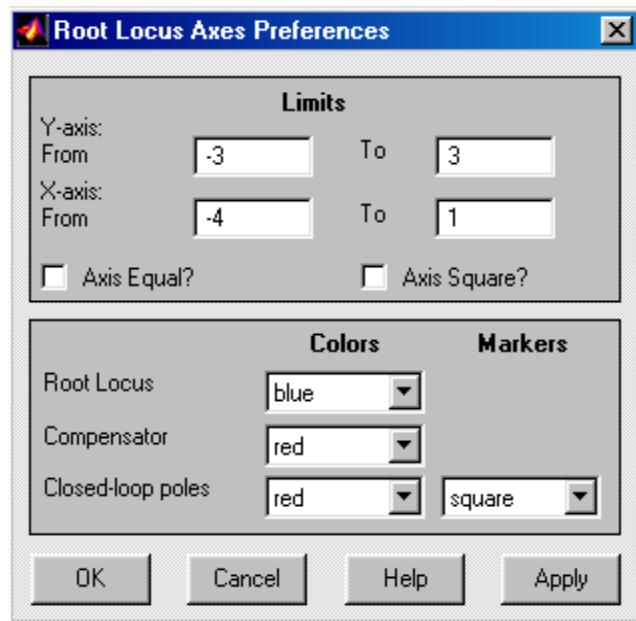 Root Locus Axes Preferences
Limits
Y-axis:
From -3 To 3
X-axis:
From -4 To 1
Axis Equal? Axis Square?
Colors Markers
Root Locus blue
Compensator red
Closed-loop poles red square
OK Cancel Help Apply